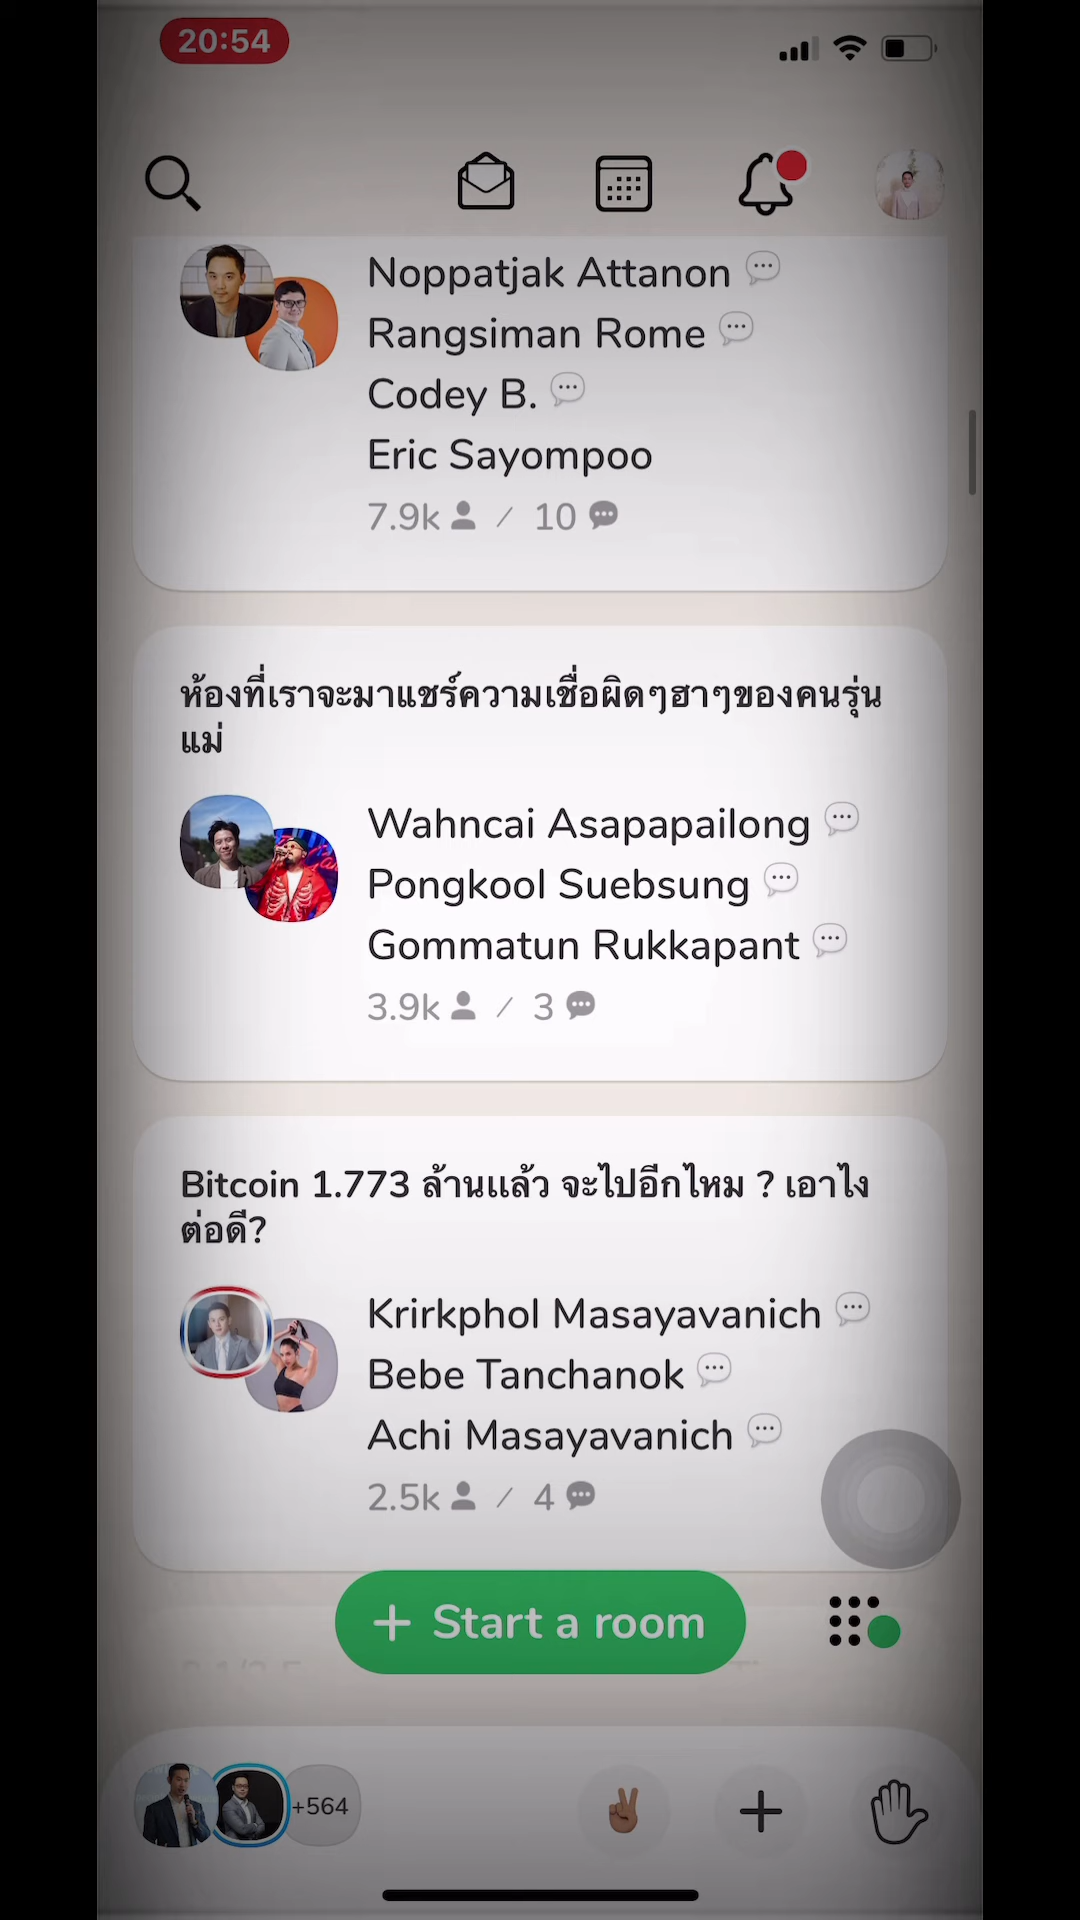 20:54
Noppatjak Attanon
Rangsiman Rome
Codey B.
Eric Sayompoo
7.9k / 10
ห้องที่เราจะมาแชร์ความเชื่อผิดๆฮาๆของคนรุ่น
แม่
Wahncai Asapapailong
Pongkool Suebsung
Gommatun Rukkapant
3.9k / 3
Bitcoin 1.773 ล้านแล้ว จะไปอีกไหม ? เอาไง
ต่อดี?
Krirkphol Masayavanich
Bebe Tanchanok
Achi Masayavanich
2.5k / 4
+ Start a room
+564